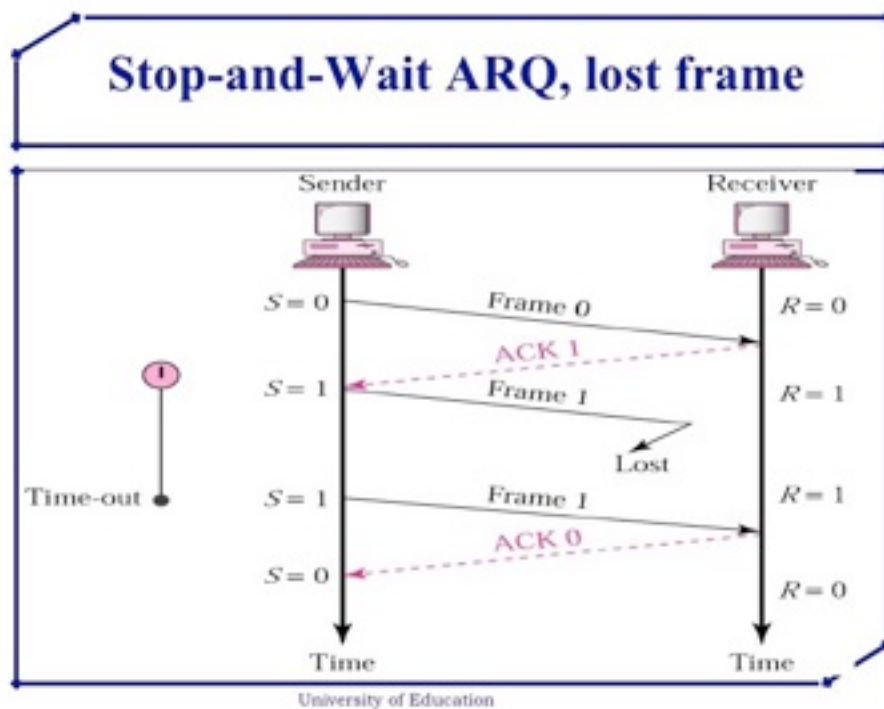 Stop-and-Wait ARQ, lost frame
Sender
Receiver
S = 0
Frame 0
R = 0
ACK 1
S = 1
Frame 1
R = 1
Lost
Time-out
S = 1
Frame 1
R = 1
ACK 0
S = 0
R = 0
Time
Time
University of Education